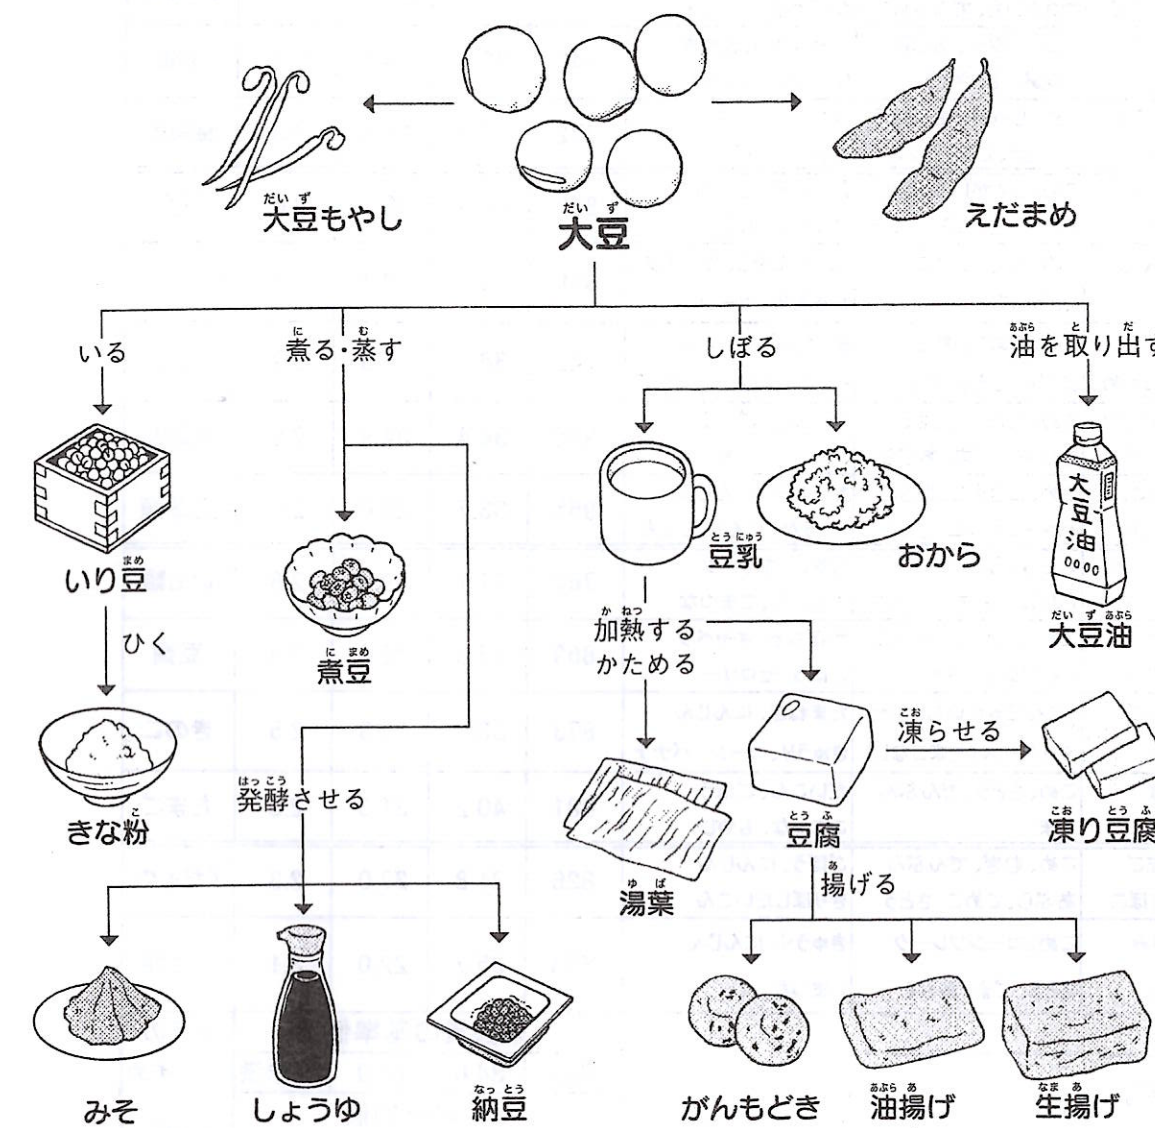 大豆もやし
大豆
えだまめ
いる
煮る・蒸す
しぼる
油を取り出す
いり豆
ひく
きな粉
煮豆
豆乳
おから
大豆油
大豆油
加熱する
かためる
凍らせる
湯葉
豆腐
凍り豆腐
発酵させる
揚げる
みそ
しょうゆ
納豆
がんもどき
油揚げ
生揚げ